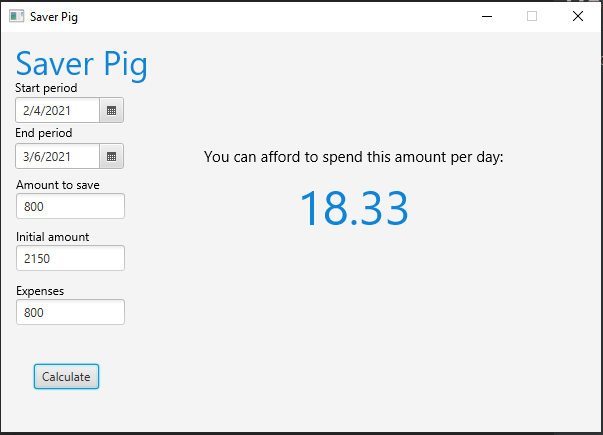 Saver Pig
Saver Pig
Start period
2/4/2021
End period
3/6/2021
Amount to save
800
Initial amount
2150
Expenses
800
Calculate
You can afford to spend this amount per day:
18.33